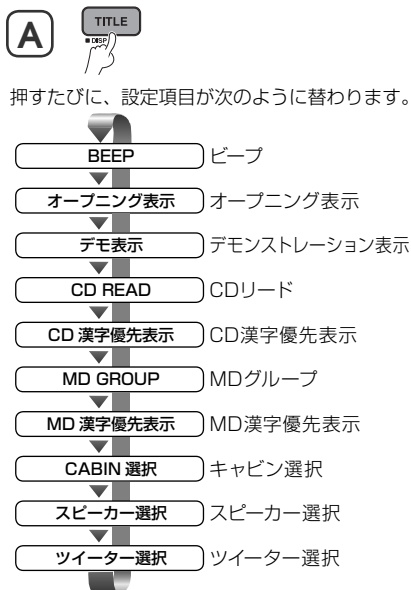 A
TITLE
■ DISP
押すたびに、設定項目が次のように替わります。
BEEP ビープ
オープニング表示 オープニング表示
デモ表示 デモンストレーション表示
CD READ CDリード
CD 漢字優先表示 CD漢字優先表示
MD GROUP MDグループ
MD 漢字優先表示 MD漢字優先表示
CABIN 選択 キャビン選択
スピーカー選択 スピーカー選択
ツイーター選択 ツイーター選択